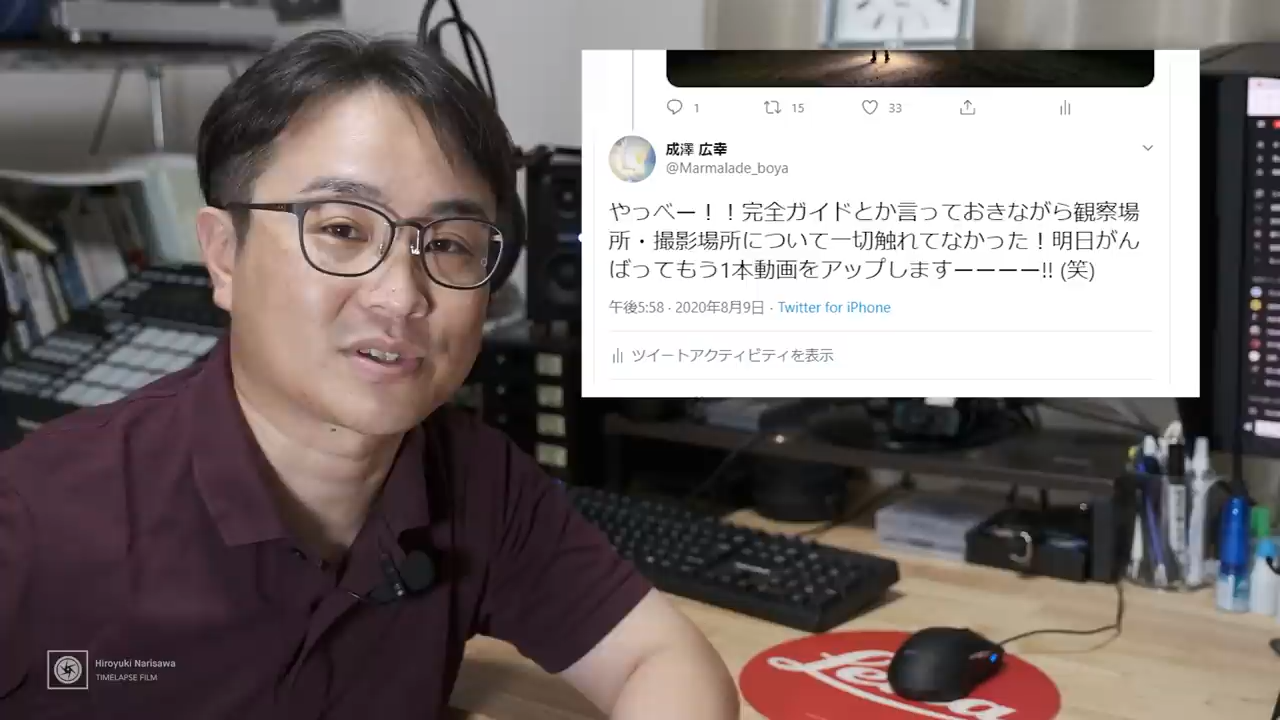 1 15 33
成澤 広幸
@Marmalade_boya
やっべー！！完全ガイドとか言っておきながら観察場
所・撮影場所について一切触れてなかった！明日がん
ばってもう1本動画をアップしますーーーー!! (笑)
午後5:58 · 2020年8月9日 · Twitter for iPhone
ツイートアクティビティを表示
Hiroyuki Narisawa
TIMELAPSE FILM